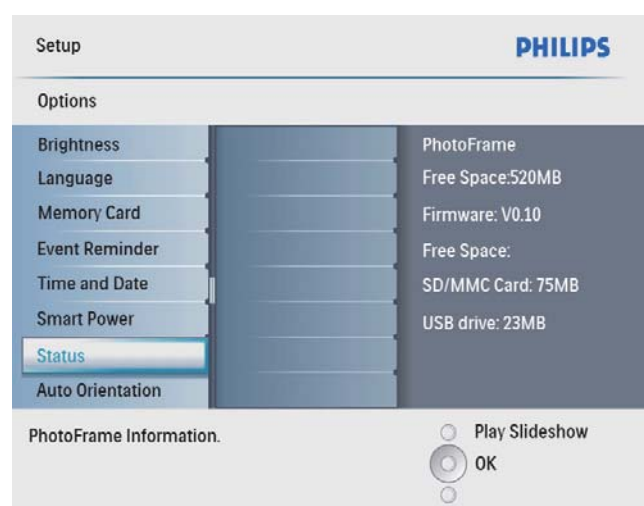 Setup
PHILIPS
Options
Brightness
Language
Memory Card
Event Reminder
Time and Date
Smart Power
Status
Auto Orientation
PhotoFrame
Free Space:520MB
Firmware: V0.10
Free Space:
SD/MMC Card: 75MB
USB drive: 23MB
PhotoFrame Information.
Play Slideshow
OK